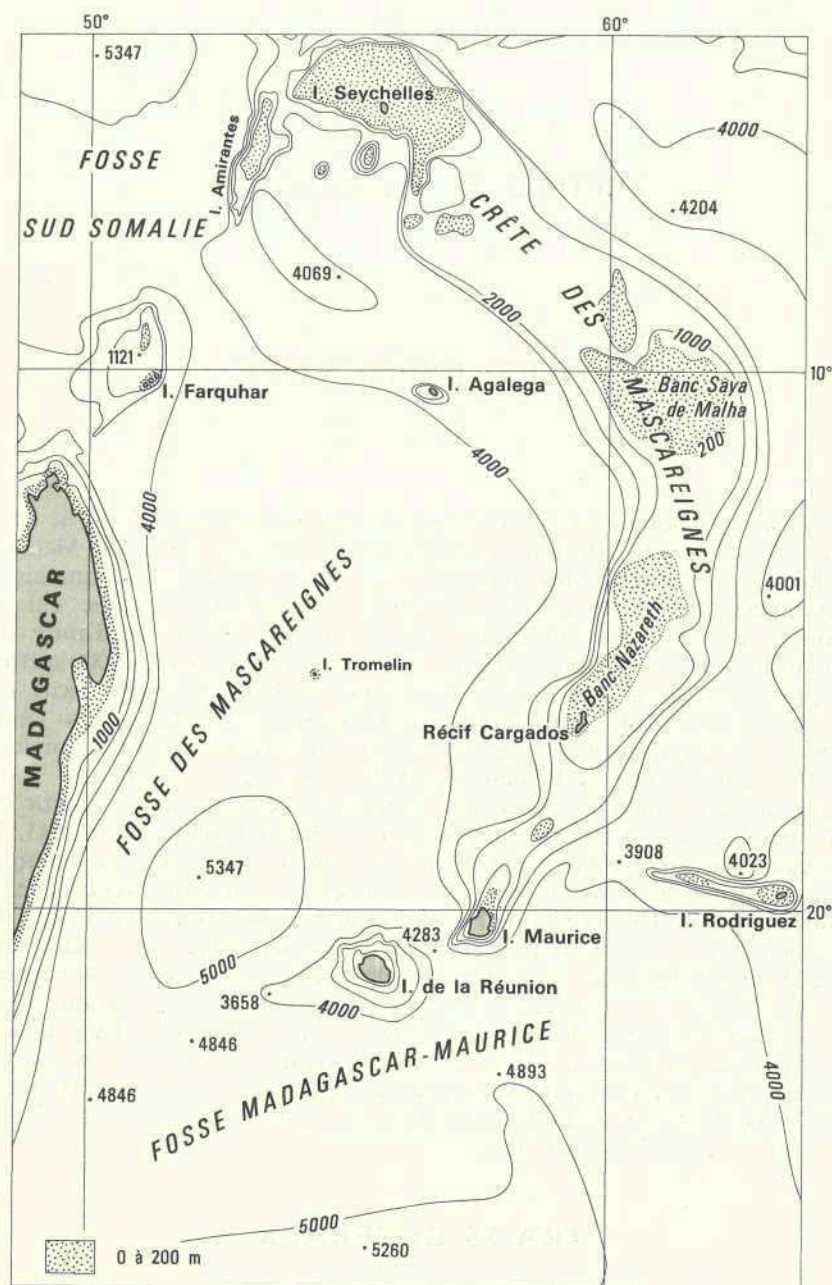 50°
60°
5347
I. Seychelles
4000
FOSSE
I. Amirantes
SUD SOMALIE
4204
CRÊTE DES MASCAREIGNES
4069
2000
1000
1121
10°
I. Farquhar
I. Agalega
Banc Saya
de Malha
200
4000
4000
MADAGASCAR
1000
4001
FOSSE DES MASCAREIGNES
I. Tromelin
Banc Nazareth
Récif Cargados
5347
3908
4023
20°
I. Rodriguez
4283
I. Maurice
5000
I. de la Réunion
3658
4000
4846
FOSSE MADAGASCAR-MAURICE
4893
4846
4000
5000
5260
0 à 200 m